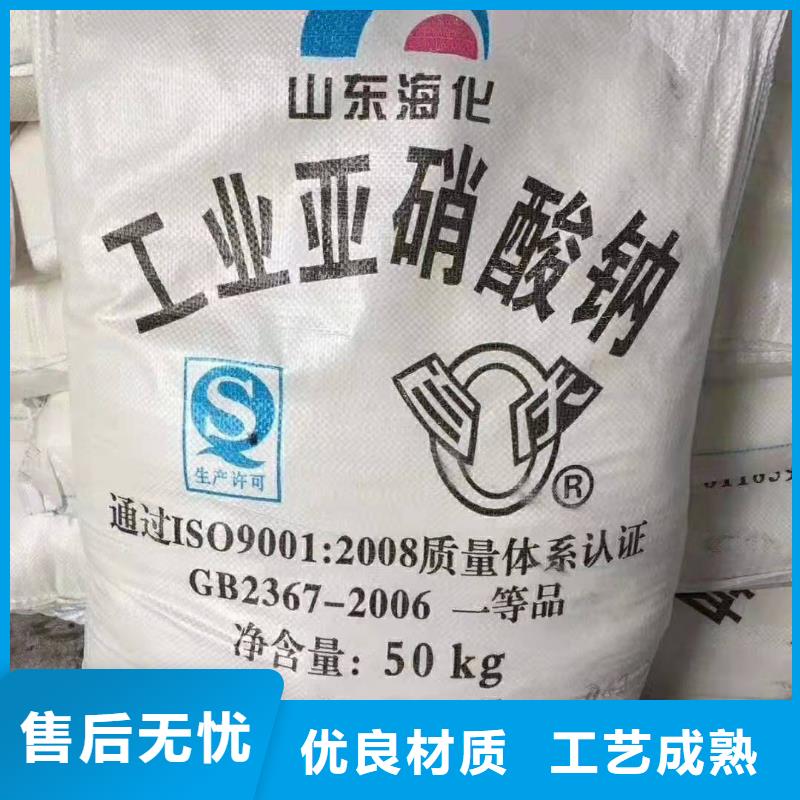 山东海化
工业亚硝酸钠
S
生产许可
®
通过ISO9001:2008质量体系认证
GB2367-2006 一等品
净含量：50 kg
售后无忧
优良材质 工艺成熟